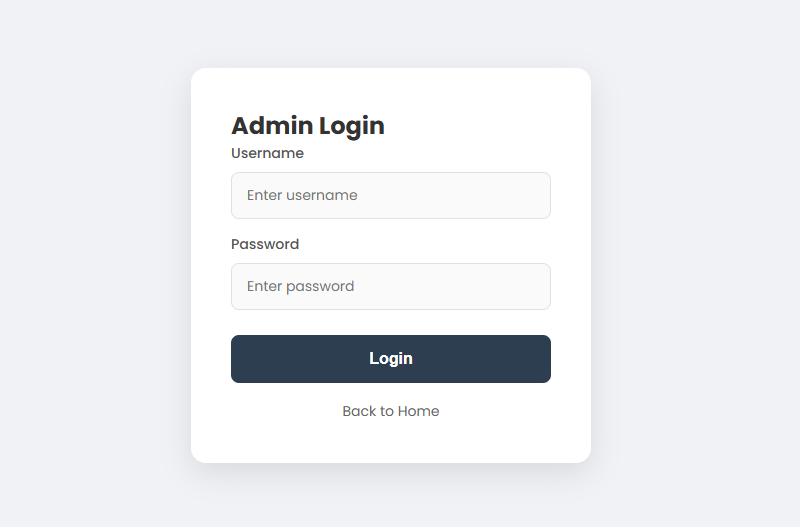 Admin Login
Username
Enter username
Password
Enter password
Login
Back to Home